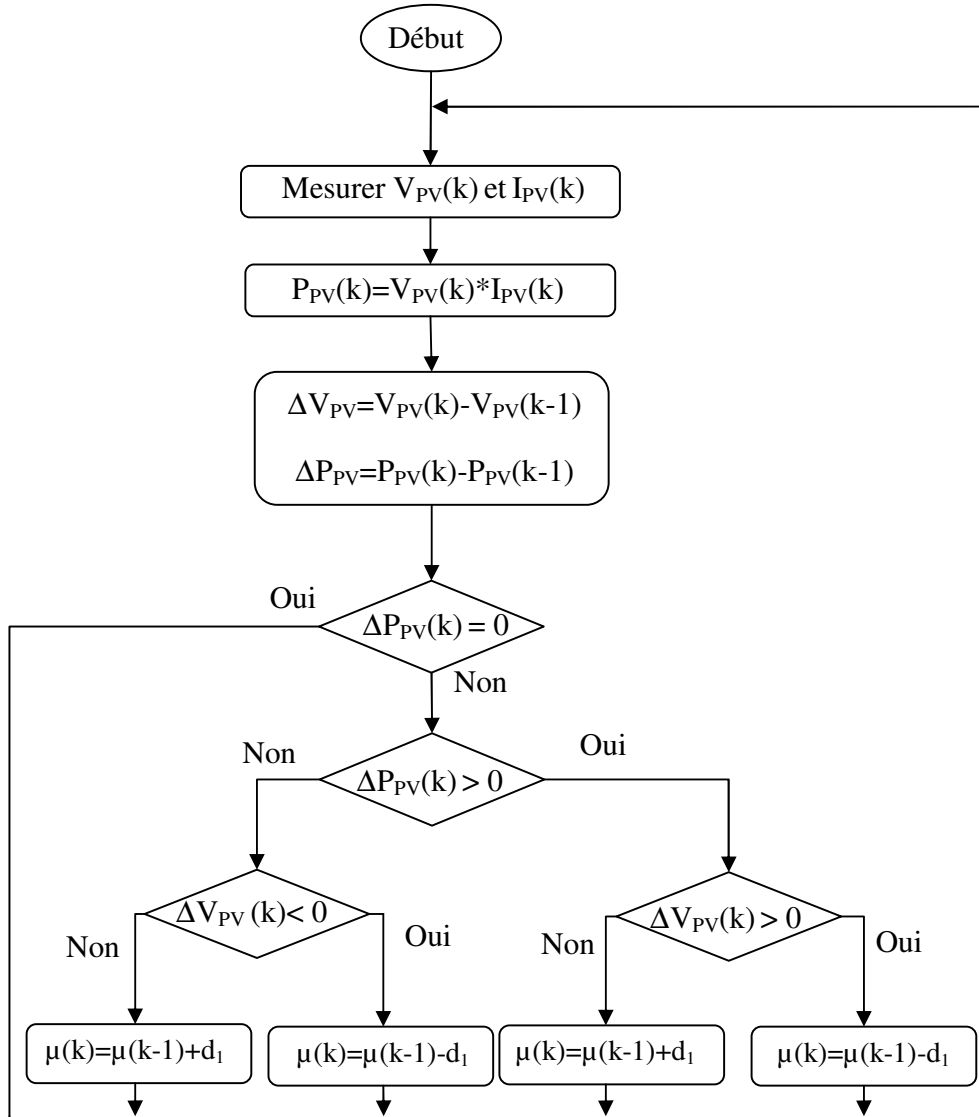 Début
Mesurer V_PV(k) et I_PV(k)
P_PV(k)=V_PV(k)*I_PV(k)
ΔV_PV=V_PV(k)-V_PV(k-1)
ΔP_PV=P_PV(k)-P_PV(k-1)
Oui
ΔP_PV(k) = 0
Non
Non
Oui
ΔP_PV(k) > 0
ΔV_PV (k)< 0
ΔV_PV(k) > 0
Non
Oui
Non
Oui
µ(k)=µ(k-1)+d₁
µ(k)=µ(k-1)-d₁
µ(k)=µ(k-1)+d₁
µ(k)=µ(k-1)-d₁